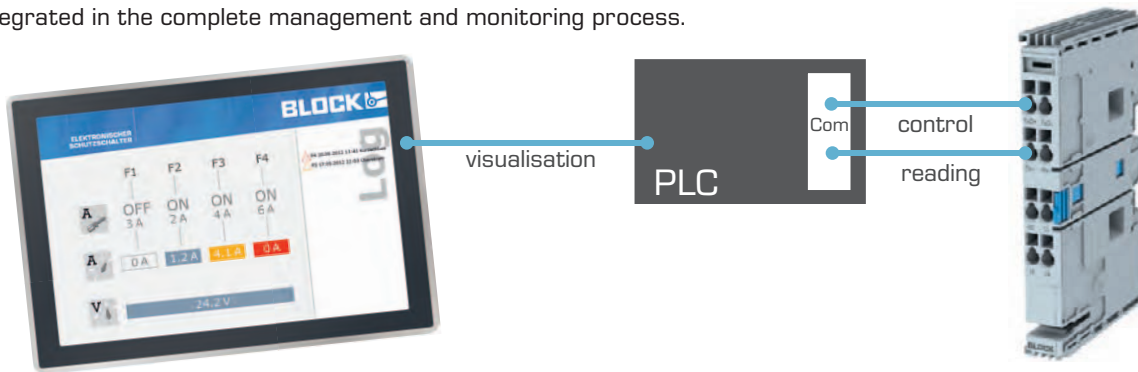 egrated in the complete management and monitoring process.
BLOCK
ELEKTRONISCHER
SCHUTZSCHALTER
Log
F1 F2 F3 F4
A OFF ON ON ON
3 A 2 A 4 A 6 A
A 0 A 1.2 A 4.1 A 0 A
V 24.2 V
visualisation
PLC
Com
control
reading
BLOCK